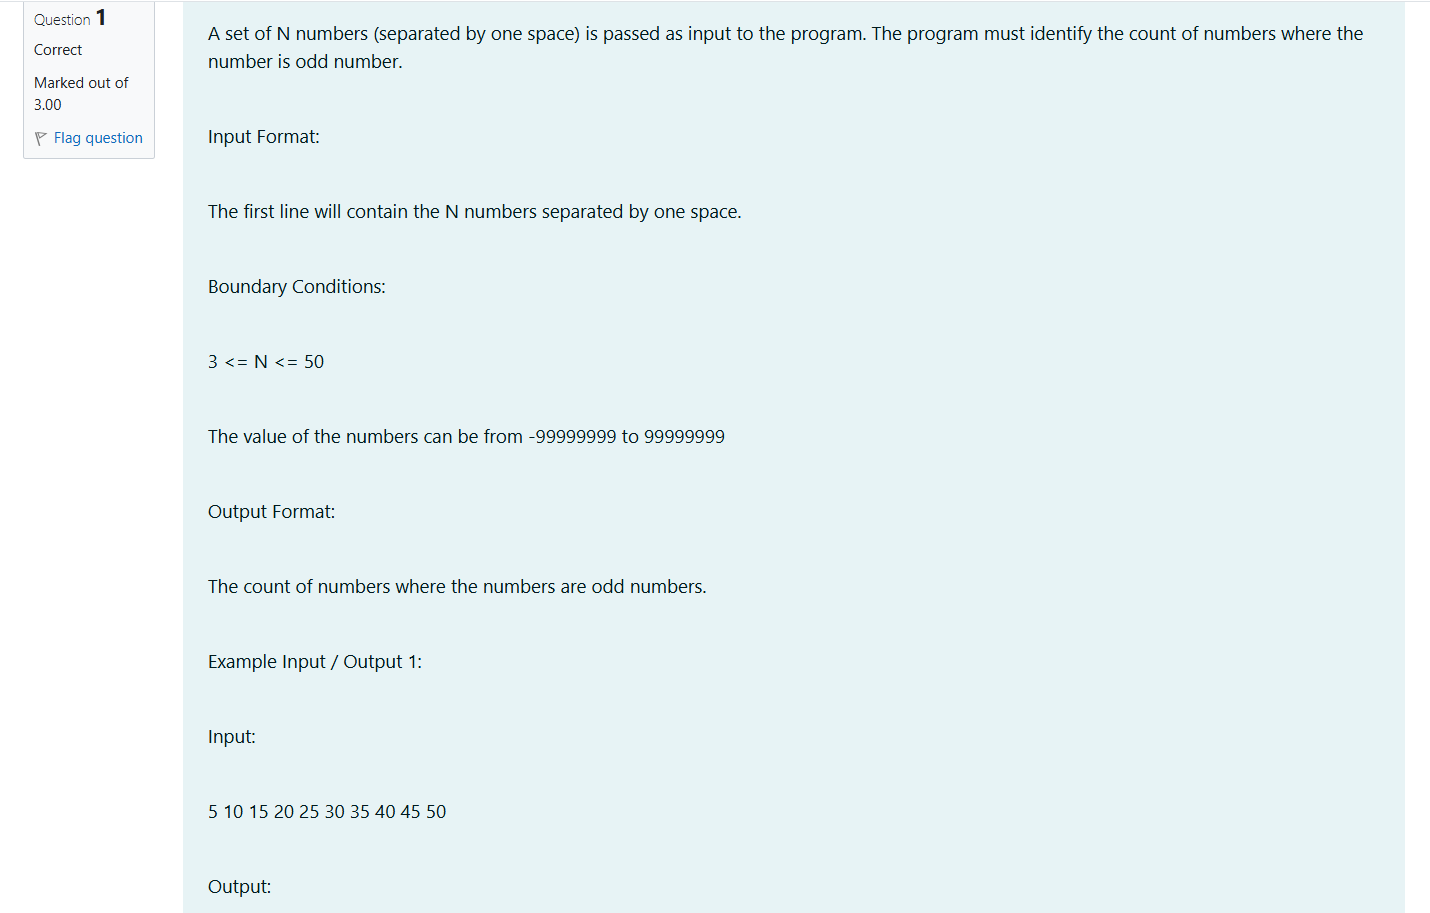 Question 1
Correct
Marked out of
3.00
Flag question
A set of N numbers (separated by one space) is passed as input to the program. The program must identify the count of numbers where the
number is odd number.
Input Format:
The first line will contain the N numbers separated by one space.
Boundary Conditions:
3 <= N <= 50
The value of the numbers can be from -99999999 to 99999999
Output Format:
The count of numbers where the numbers are odd numbers.
Example Input / Output 1:
Input:
5 10 15 20 25 30 35 40 45 50
Output: